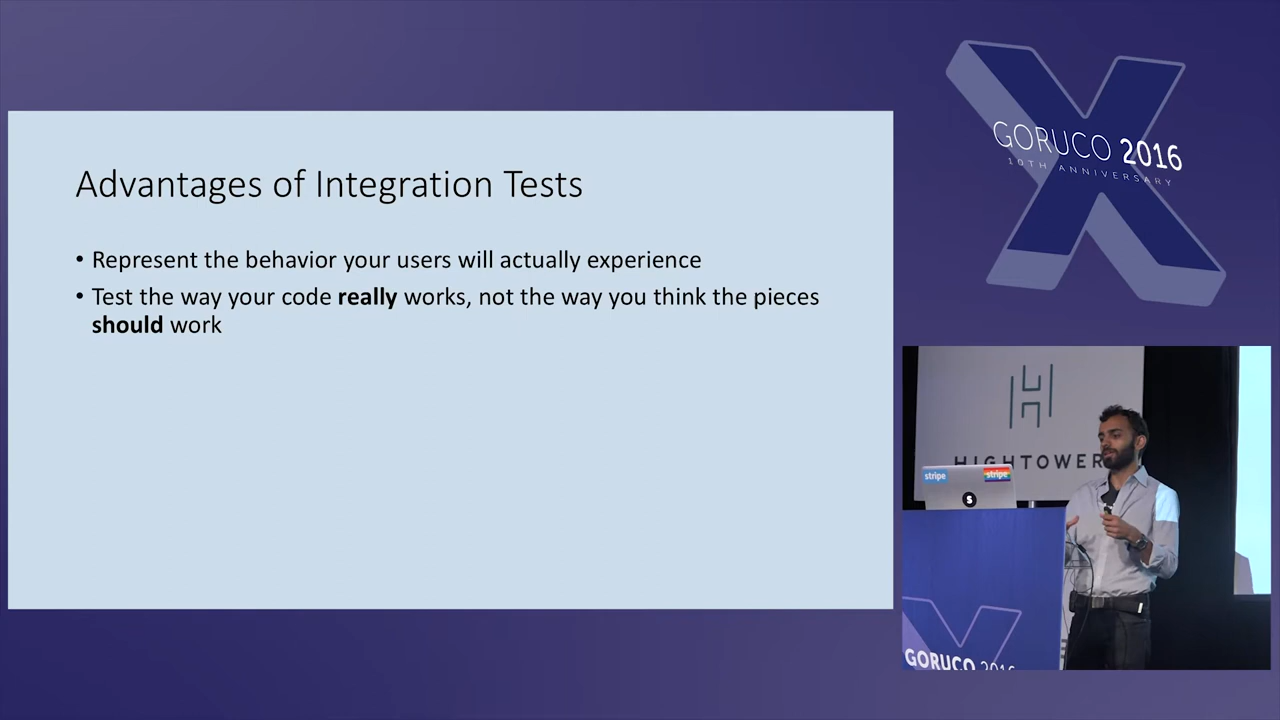 Advantages of Integration Tests
• Represent the behavior your users will actually experience
• Test the way your code really works, not the way you think the pieces
should work
GORUCO 2016
10TH ANNIVERSARY
HIGHTOWER
stripe
stripe
S
GORUCO 2016